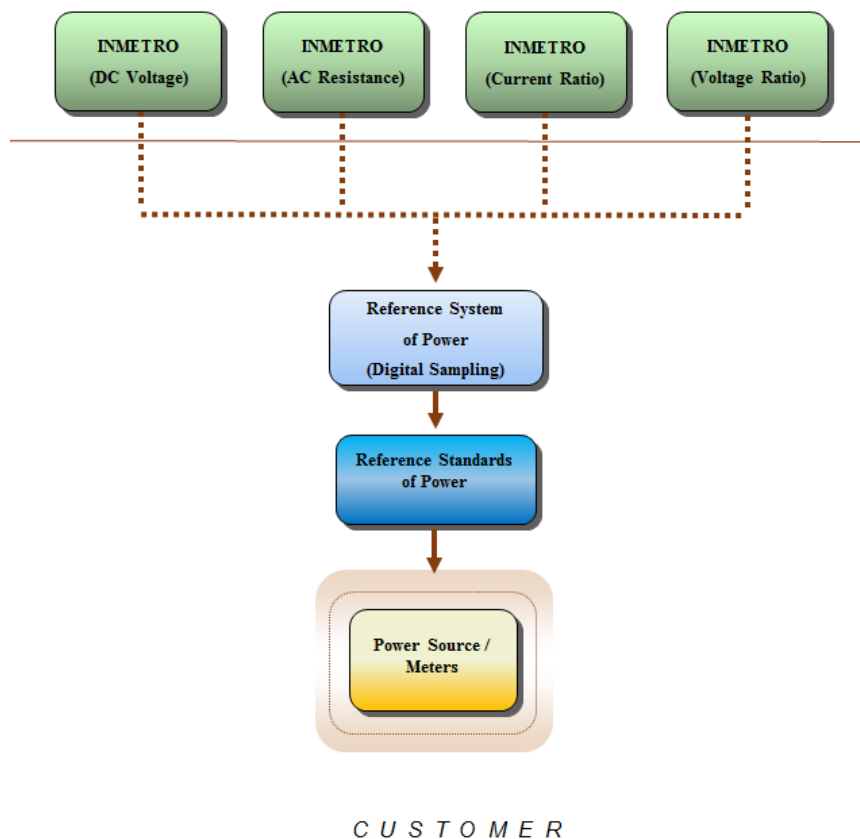 INMETRO
(DC Voltage)
INMETRO
(AC Resistance)
INMETRO
(Current Ratio)
INMETRO
(Voltage Ratio)
Reference System
of Power
(Digital Sampling)
Reference Standards
of Power
Power Source /
Meters
CUSTOMER